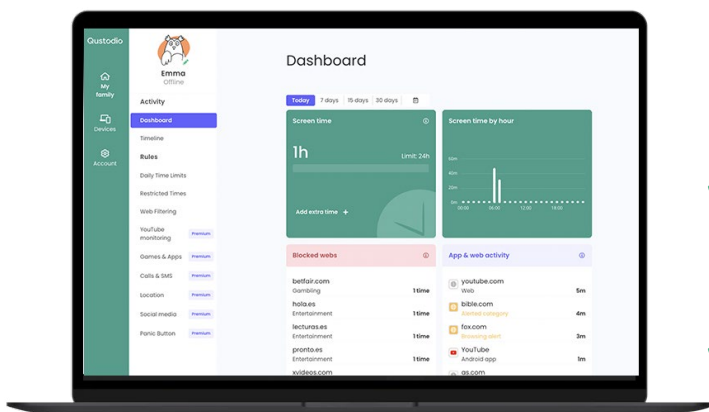 Qustodio
My
family
Devices
Account
Emma
Offline
Activity
Dashboard
Timeline
Rules
Daily Time Limits
Restricted Times
Web Filtering
YouTube
monitoring
Premium
Games & Apps Premium
Calls & SMS Premium
Location Premium
Social media Premium
Panic Button Premium
Dashboard
Today 7 days 15 days 30 days
Screen time
1h
Limit: 24h
Add extra time +
Screen time by hour
60m
40m
20m
0m
00:00 06:00 12:00 18:00
Blocked webs
betfair.com
Gambling 1 time
hola.es
Entertainment 1 time
lecturas.es
Entertainment 1 time
pronto.es
Entertainment 1 time
xvideos.com
App & web activity
youtube.com
Web 5m
bible.com
Alerted category 4m
fox.com
Browsing alert 3m
YouTube
Android app 1m
as.com